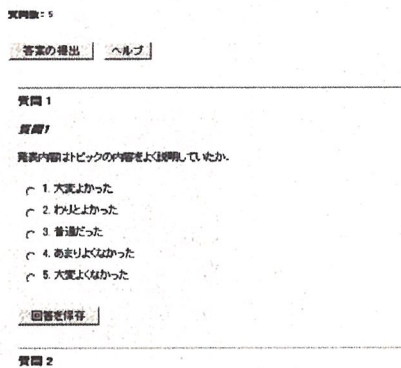 質問数: 5
答案の提出 ヘルプ
質問 1
質問1
発表内容はトピックの内容をよく説明していたか。
1. 大変よかった
2. わりとよかった
3. 普通だった
4. あまりよくなかった
5. 大変よくなかった
回答を保存
質問 2